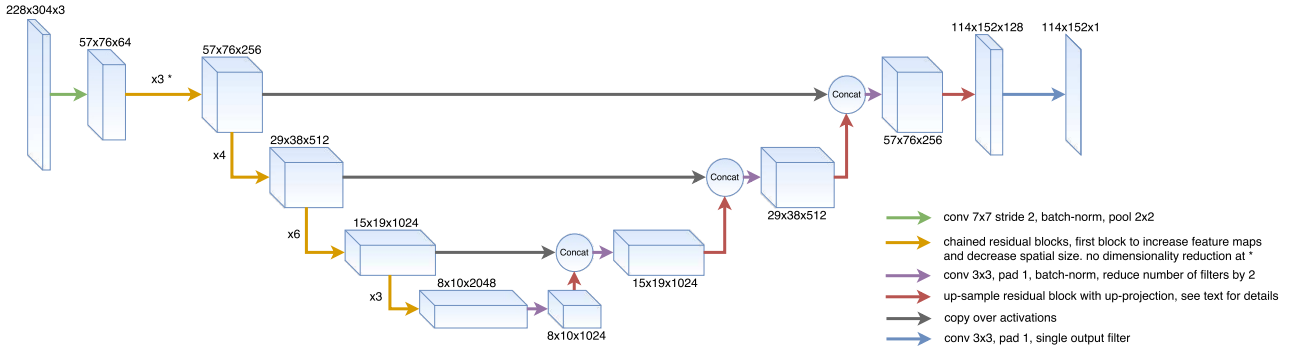 228x304x3
57x76x64
x3 *
57x76x256
x4
29x38x512
x6
15x19x1024
x3
8x10x2048
8x10x1024
Concat
15x19x1024
Concat
29x38x512
Concat
57x76x256
114x152x128
114x152x1
conv 7x7 stride 2, batch-norm, pool 2x2
chained residual blocks, first block to increase feature maps
and decrease spatial size. no dimensionality reduction at *
conv 3x3, pad 1, batch-norm, reduce number of filters by 2
up-sample residual block with up-projection, see text for details
copy over activations
conv 3x3, pad 1, single output filter